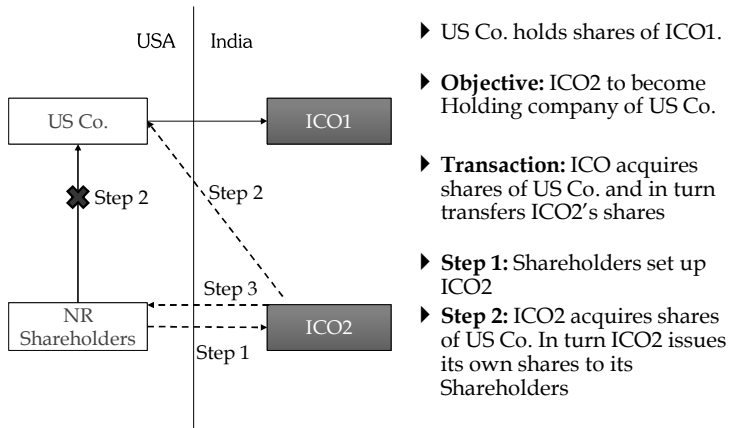 USA
India
US Co.
ICO1
Step 2
Step 2
Step 3
NR
Shareholders
ICO2
Step 1
US Co. holds shares of ICO1.
Objective: ICO2 to become
Holding company of US Co.
Transaction: ICO acquires
shares of US Co. and in turn
transfers ICO2's shares
Step 1: Shareholders set up
ICO2
Step 2: ICO2 acquires shares
of US Co. In turn ICO2 issues
its own shares to its
Shareholders